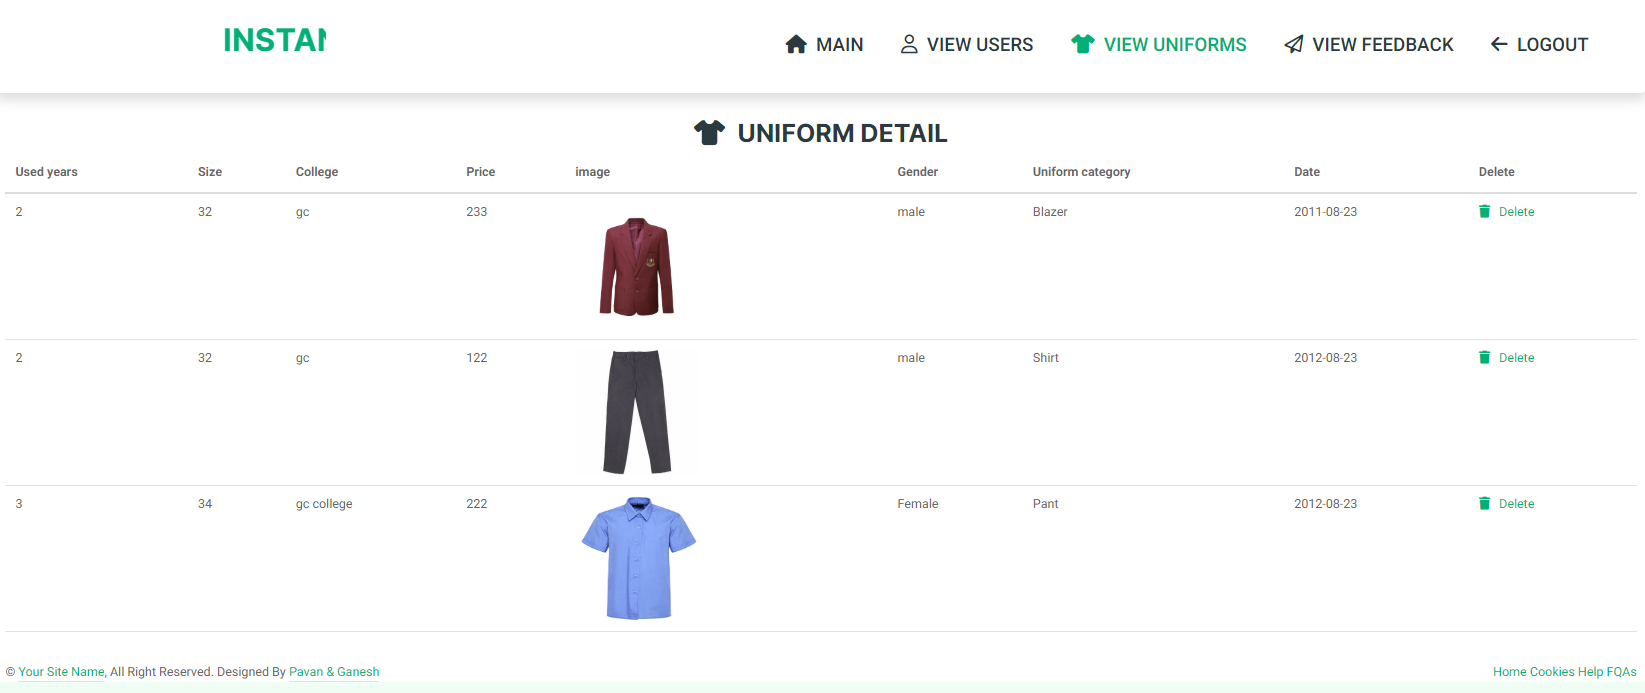 INSTAN
MAIN VIEW USERS VIEW UNIFORMS VIEW FEEDBACK LOGOUT
UNIFORM DETAIL
Used years Size College Price image Gender Uniform category Date Delete
2 32 gc 233 male Blazer 2011-08-23 Delete
2 32 gc 122 male Shirt 2012-08-23 Delete
3 34 gc college 222 Female Pant 2012-08-23 Delete
© Your Site Name, All Right Reserved. Designed By Pavan & Ganesh Home Cookies Help FQAs